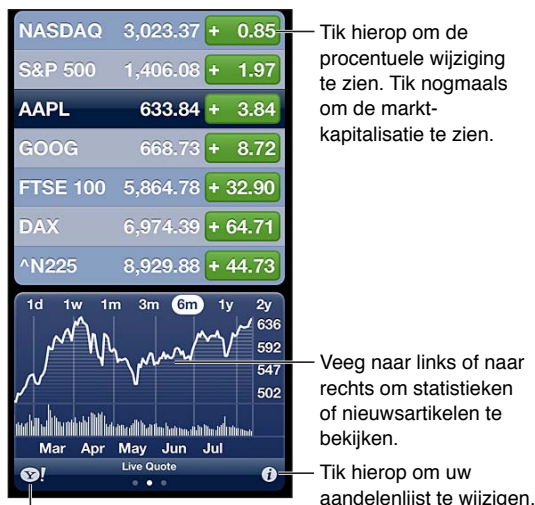 NASDAQ 3,023.37 + 0.85
Tik hierop om de
procentuele wijziging
te zien. Tik nogmaals
om de markt-
kapitalisatie te zien.
S&P 500 1,406.08 + 1.97
AAPL 633.84 + 3.84
GOOG 668.73 + 8.72
FTSE 100 5,864.78 + 32.90
DAX 6,974.39 + 64.71
^N225 8,929.88 + 44.73
1d 1w 1m 3m 6m 1y 2y
636
592
547
502
Veeg naar links of naar
rechts om statistieken
of nieuwsartikelen te
bekijken.
Mar Apr May Jun Jul
Y! Live Quote i
Tik hierop om uw
aandelenlijst te wijzigen.